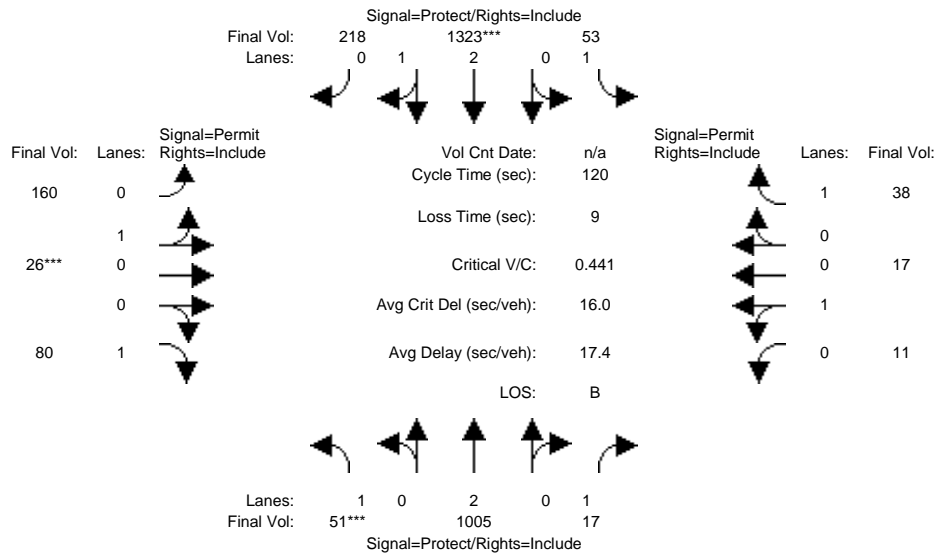 Signal=Protect/Rights=Include
Final Vol: 218 1323*** 53
Lanes: 0 1 2 0 1
Signal=Permit
Final Vol: Lanes: Rights=Include
Vol Cnt Date: n/a
Signal=Permit
Rights=Include Lanes: Final Vol:
Cycle Time (sec): 120
160 0
1 38
Loss Time (sec): 9
1
0
26*** 0
Critical V/C: 0.441
0 17
0
Avg Crit Del (sec/veh): 16.0
1
80 1
Avg Delay (sec/veh): 17.4
0 11
LOS: B
Lanes: 1 0 2 0 1
Final Vol: 51*** 1005 17
Signal=Protect/Rights=Include